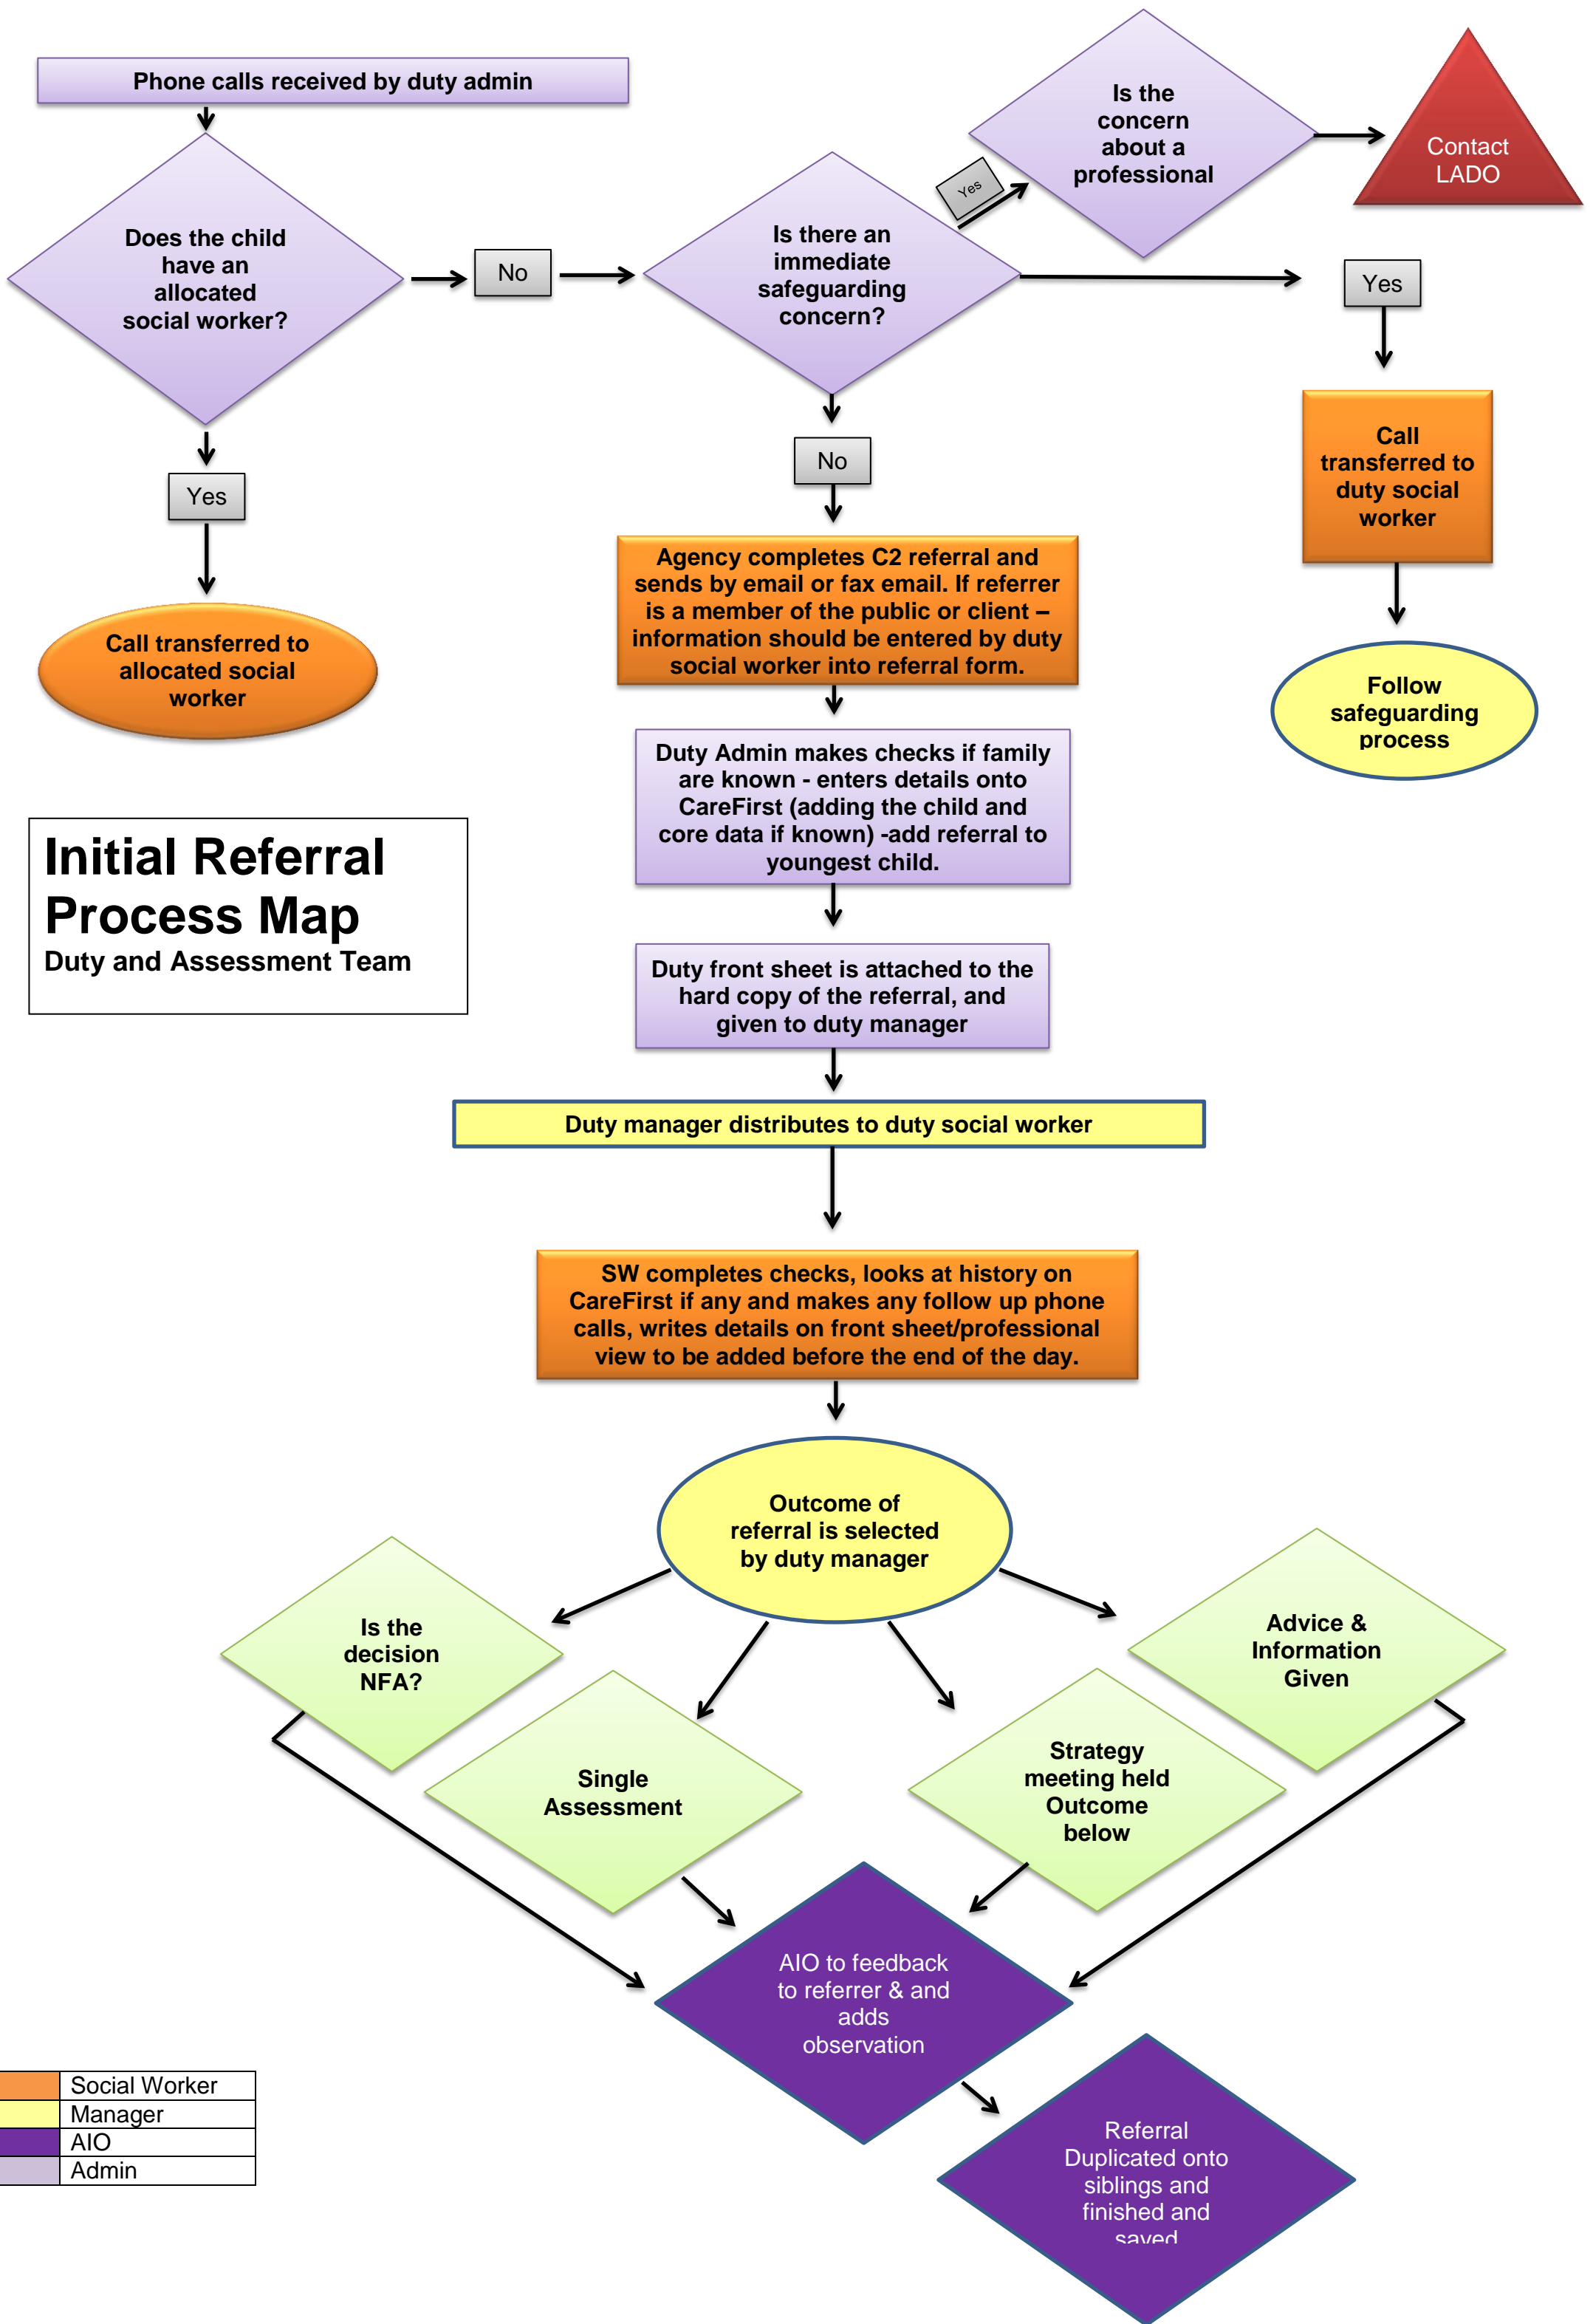 Phone calls received by duty admin
Is the
concern
about a
professional
Contact
LADO
Does the child
have an
allocated
social worker?
No
Is there an
immediate
safeguarding
concern?
Yes
Yes
Yes
No
Call
transferred to
duty social
worker
Call transferred to
allocated social
worker
Agency completes C2 referral and
sends by email or fax email. If referrer
is a member of the public or client –
information should be entered by duty
social worker into referral form.
Follow
safeguarding
process
Duty Admin makes checks if family
are known - enters details onto
CareFirst (adding the child and
core data if known) -add referral to
youngest child.
Initial Referral
Process Map
Duty and Assessment Team
Duty front sheet is attached to the
hard copy of the referral, and
given to duty manager
Duty manager distributes to duty social worker
SW completes checks, looks at history on
CareFirst if any and makes any follow up phone
calls, writes details on front sheet/professional
view to be added before the end of the day.
Outcome of
referral is selected
by duty manager
Is the
decision
NFA?
Single
Assessment
Strategy
meeting held
Outcome
below
Advice &
Information
Given
AIO to feedback
to referrer & and
adds
observation
Referral
Duplicated onto
siblings and
finished and
saved
Social Worker
Manager
AIO
Admin